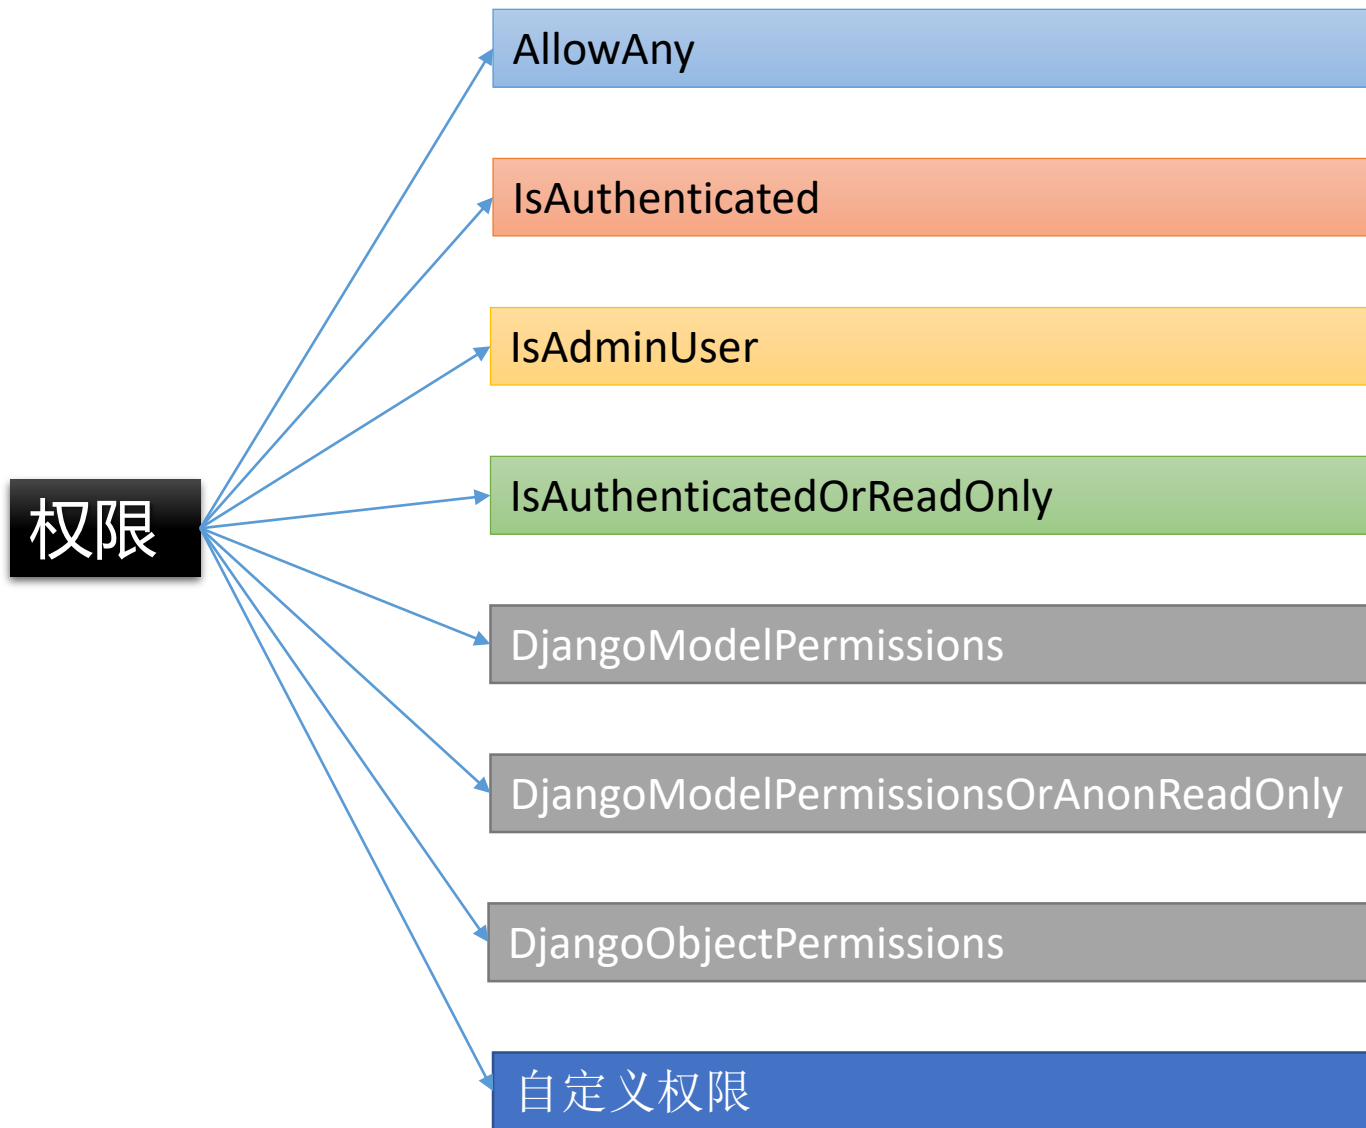 AllowAny
IsAuthenticated
IsAdminUser
IsAuthenticatedOrReadOnly
权限
DjangoModelPermissions
DjangoModelPermissionsOrAnonReadOnly
DjangoObjectPermissions
自定义权限